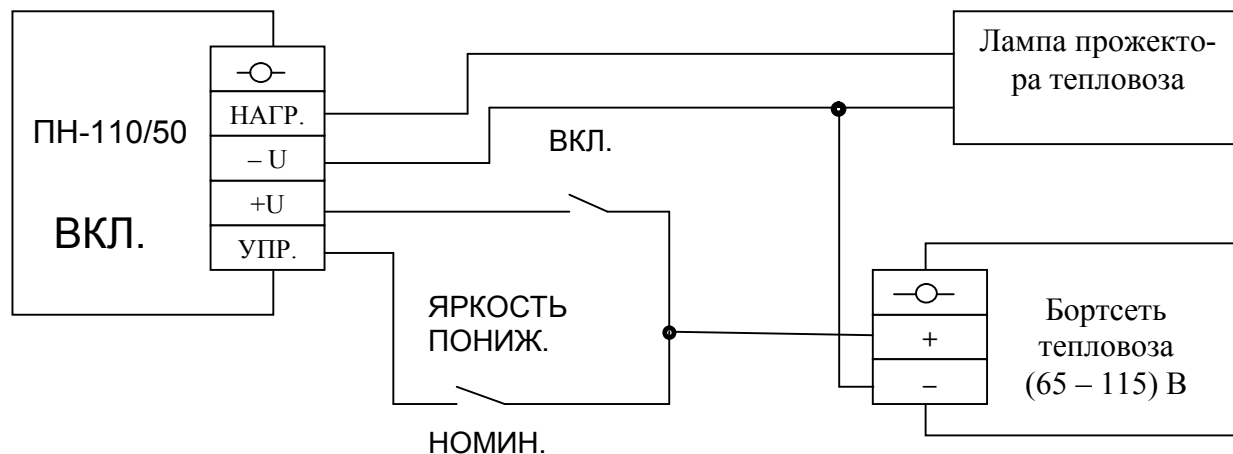 ПН-110/50
ВКЛ.
НАГР.
– U
+U
УПР.
ВКЛ.
ЯРКОСТЬ
ПОНИЖ.
НОМИН.
Лампа прожекто-
ра тепловоза
+
–
Бортсеть
тепловоза
(65 – 115) В